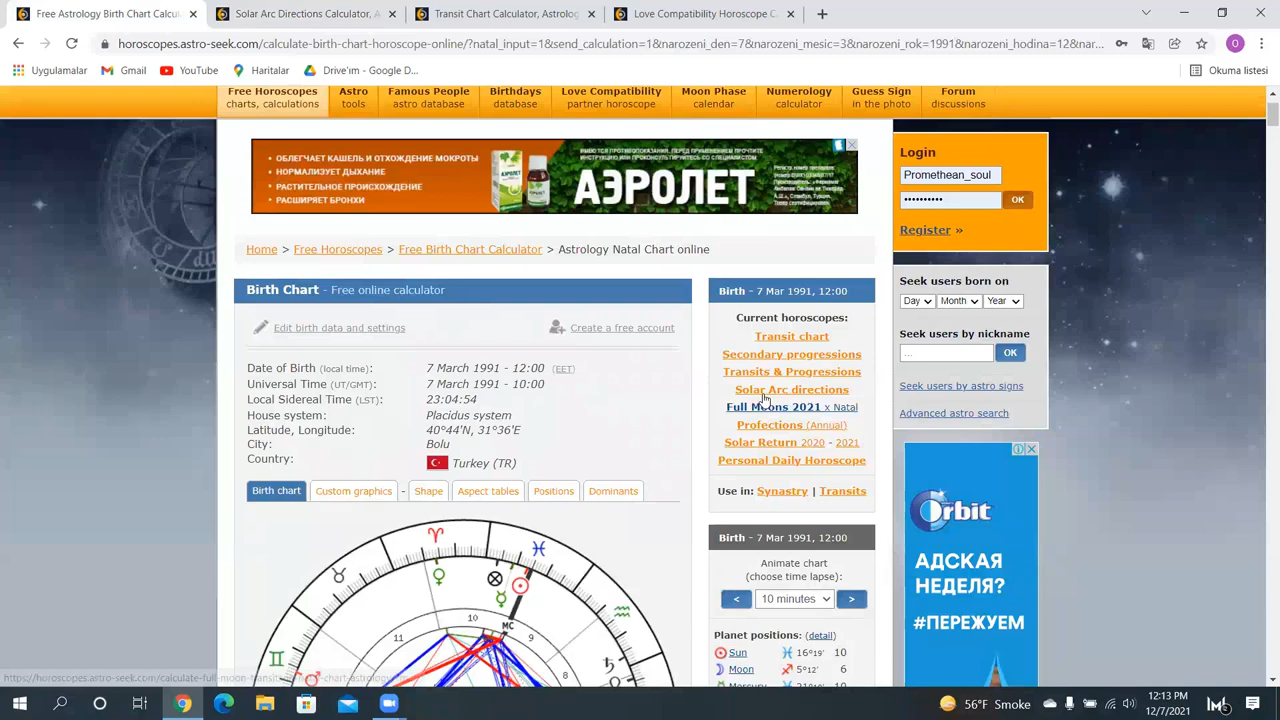 Free Astrology Birth Chart Calcul
Solar Arc Directions Calculator, A
Transit Chart Calculator, Astrolog
Love Compatibility Horoscope C
horoscopes.astro-seek.com/calculate-birth-chart-horoscope-online/?natal_input=1&send_calculation=1&narozeni_den=7&narozeni_mesic=3&narozeni_rok=1991&narozeni_hodina=12&nar...
Uygulamalar
Gmail
YouTube
Haritalar
Drive'ım - Google D...
Okuma listesi
Free Horoscopes
charts, calculations
Astro
tools
Famous People
astro database
Birthdays
database
Love Compatibility
partner horoscope
Moon Phase
calendar
Numerology
calculator
Guess Sign
in the photo
Forum
discussions
• ОБЛЕГЧАЕТ КАШЕЛЬ И ОТХОЖДЕНИЕ МОКРОТЫ
• НОРМАЛИЗУЕТ ДЫХАНИЕ
• РАСТИТЕЛЬНОЕ ПРОИСХОЖДЕНИЕ
• РАСШИРЯЕТ БРОНХИ
АЭРОЛЕТ
Login
Promethean_soul
••••••••••
OK
Register »
Home > Free Horoscopes > Free Birth Chart Calculator > Astrology Natal Chart online
Birth Chart - Free online calculator
Edit birth data and settings
Create a free account
Date of Birth (local time): 7 March 1991 - 12:00 (EET)
Universal Time (UT/GMT): 7 March 1991 - 10:00
Local Sidereal Time (LST): 23:04:54
House system: Placidus system
Latitude, Longitude: 40°44'N, 31°36'E
City: Bolu
Country: Turkey (TR)
Birth chart
Custom graphics
-
Shape
Aspect tables
Positions
Dominants
10
MC
11
9
8
Birth - 7 Mar 1991, 12:00
Current horoscopes:
Transit chart
Secondary progressions
Transits & Progressions
Solar Arc directions
Full Moons 2021 x Natal
Profections (Annual)
Solar Return 2020 - 2021
Personal Daily Horoscope
Use in: Synastry | Transits
Birth - 7 Mar 1991, 12:00
Animate chart
(choose time lapse):
<
10 minutes
>
Planet positions: (detail)
Sun 16°19' 10
Moon 5°12' 6
Seek users born on
Day
Month
Year
Seek users by nickname
...
OK
Seek users by astro signs
Advanced astro search
Orbit
АДСКАЯ
НЕДЕЛЯ?
#ПЕРЕЖУЕМ
56°F Smoke
12:13 PM
12/7/2021